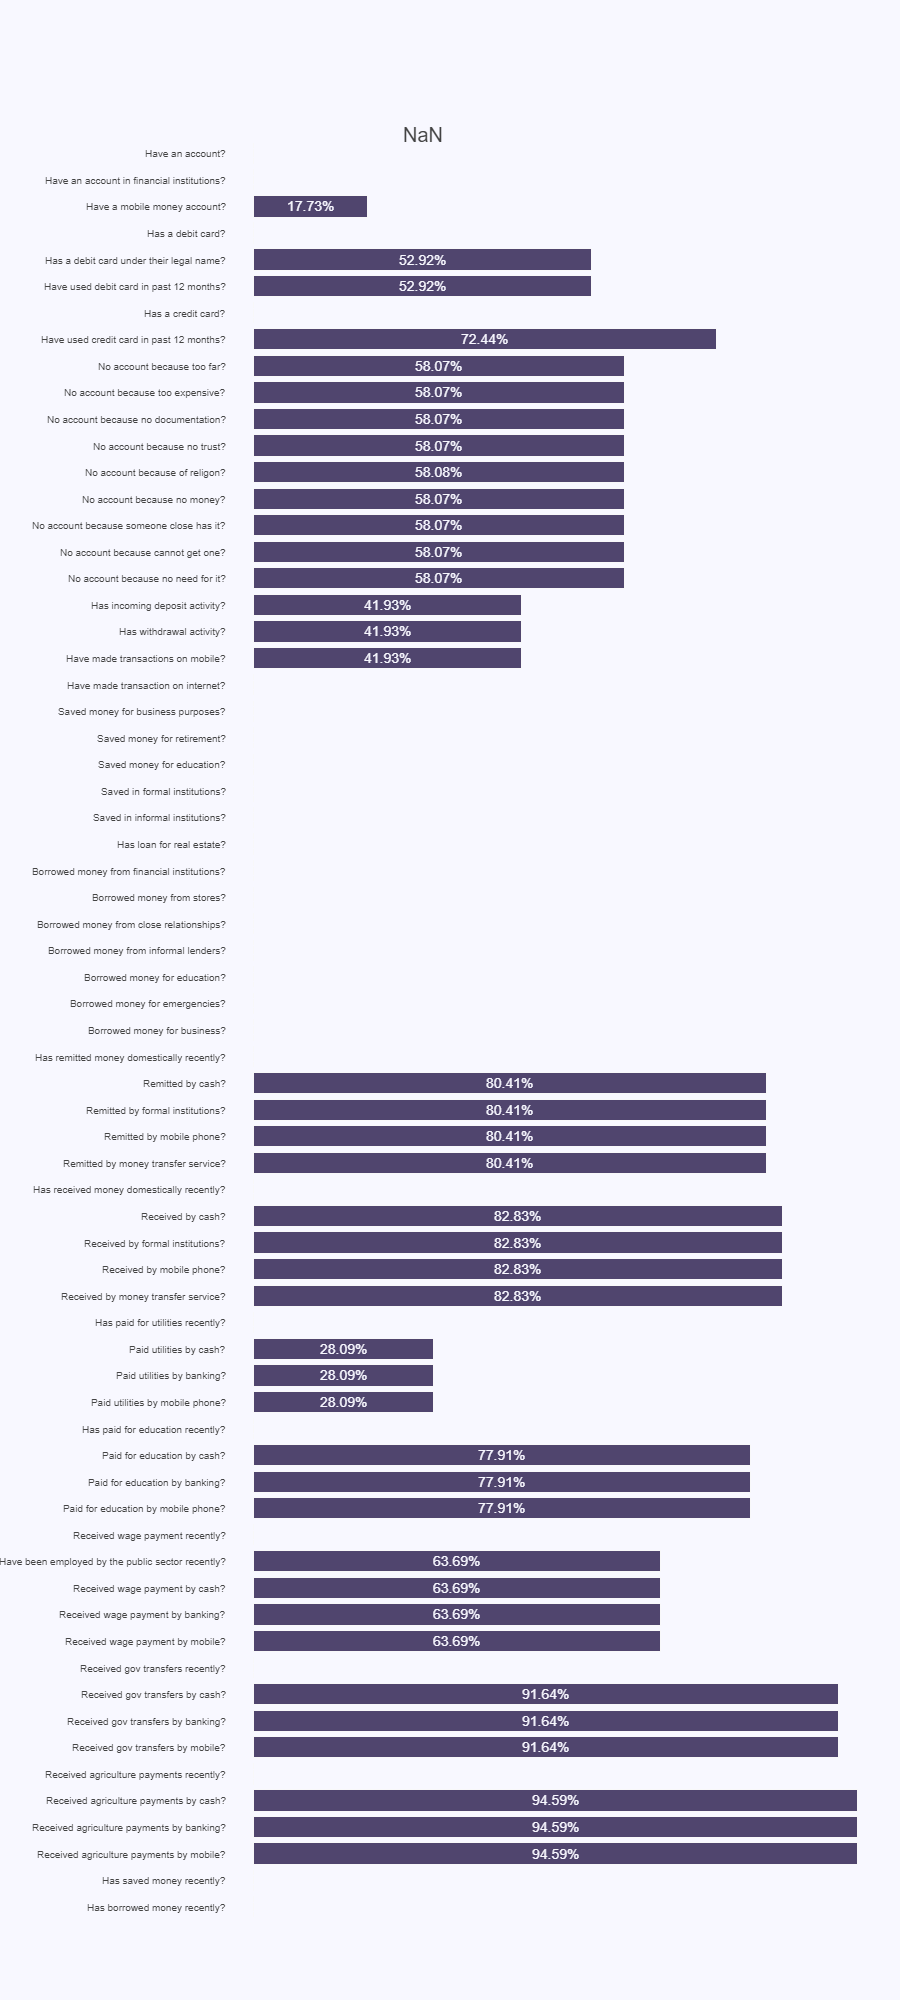 NaN
Have an account?
Have an account in financial institutions?
Have a mobile money account? 17.73%
Has a debit card?
Has a debit card under their legal name? 52.92%
Have used debit card in past 12 months? 52.92%
Has a credit card?
Have used credit card in past 12 months? 72.44%
No account because too far? 58.07%
No account because too expensive? 58.07%
No account because no documentation? 58.07%
No account because no trust? 58.07%
No account because of religon? 58.08%
No account because no money? 58.07%
No account because someone close has it? 58.07%
No account because cannot get one? 58.07%
No account because no need for it? 58.07%
Has incoming deposit activity? 41.93%
Has withdrawal activity? 41.93%
Have made transactions on mobile? 41.93%
Have made transaction on internet?
Saved money for business purposes?
Saved money for retirement?
Saved money for education?
Saved in formal institutions?
Saved in informal institutions?
Has loan for real estate?
Borrowed money from financial institutions?
Borrowed money from stores?
Borrowed money from close relationships?
Borrowed money from informal lenders?
Borrowed money for education?
Borrowed money for emergencies?
Borrowed money for business?
Has remitted money domestically recently?
Remitted by cash? 80.41%
Remitted by formal institutions? 80.41%
Remitted by mobile phone? 80.41%
Remitted by money transfer service? 80.41%
Has received money domestically recently?
Received by cash? 82.83%
Received by formal institutions? 82.83%
Received by mobile phone? 82.83%
Received by money transfer service? 82.83%
Has paid for utilities recently?
Paid utilities by cash? 28.09%
Paid utilities by banking? 28.09%
Paid utilities by mobile phone? 28.09%
Has paid for education recently?
Paid for education by cash? 77.91%
Paid for education by banking? 77.91%
Paid for education by mobile phone? 77.91%
Received wage payment recently?
Have been employed by the public sector recently? 63.69%
Received wage payment by cash? 63.69%
Received wage payment by banking? 63.69%
Received wage payment by mobile? 63.69%
Received gov transfers recently?
Received gov transfers by cash? 91.64%
Received gov transfers by banking? 91.64%
Received gov transfers by mobile? 91.64%
Received agriculture payments recently?
Received agriculture payments by cash? 94.59%
Received agriculture payments by banking? 94.59%
Received agriculture payments by mobile? 94.59%
Has saved money recently?
Has borrowed money recently?